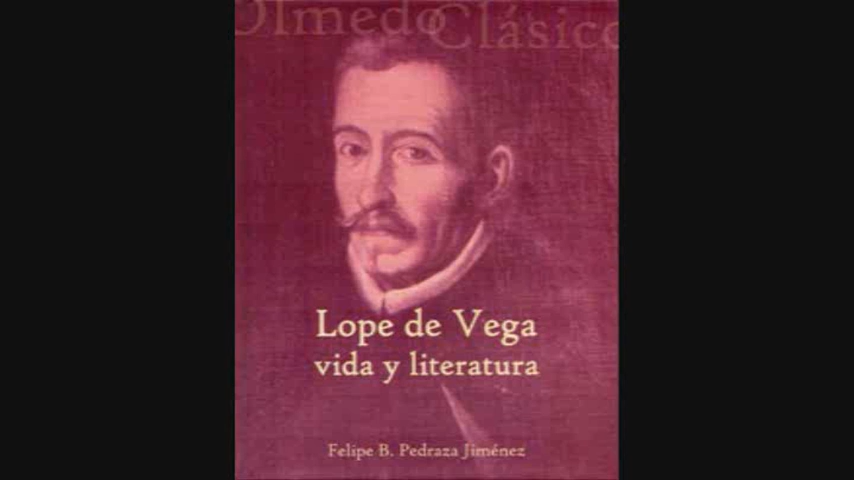 Olmedo Clásico
Lope de Vega
vida y literatura
Felipe B. Pedraza Jiménez